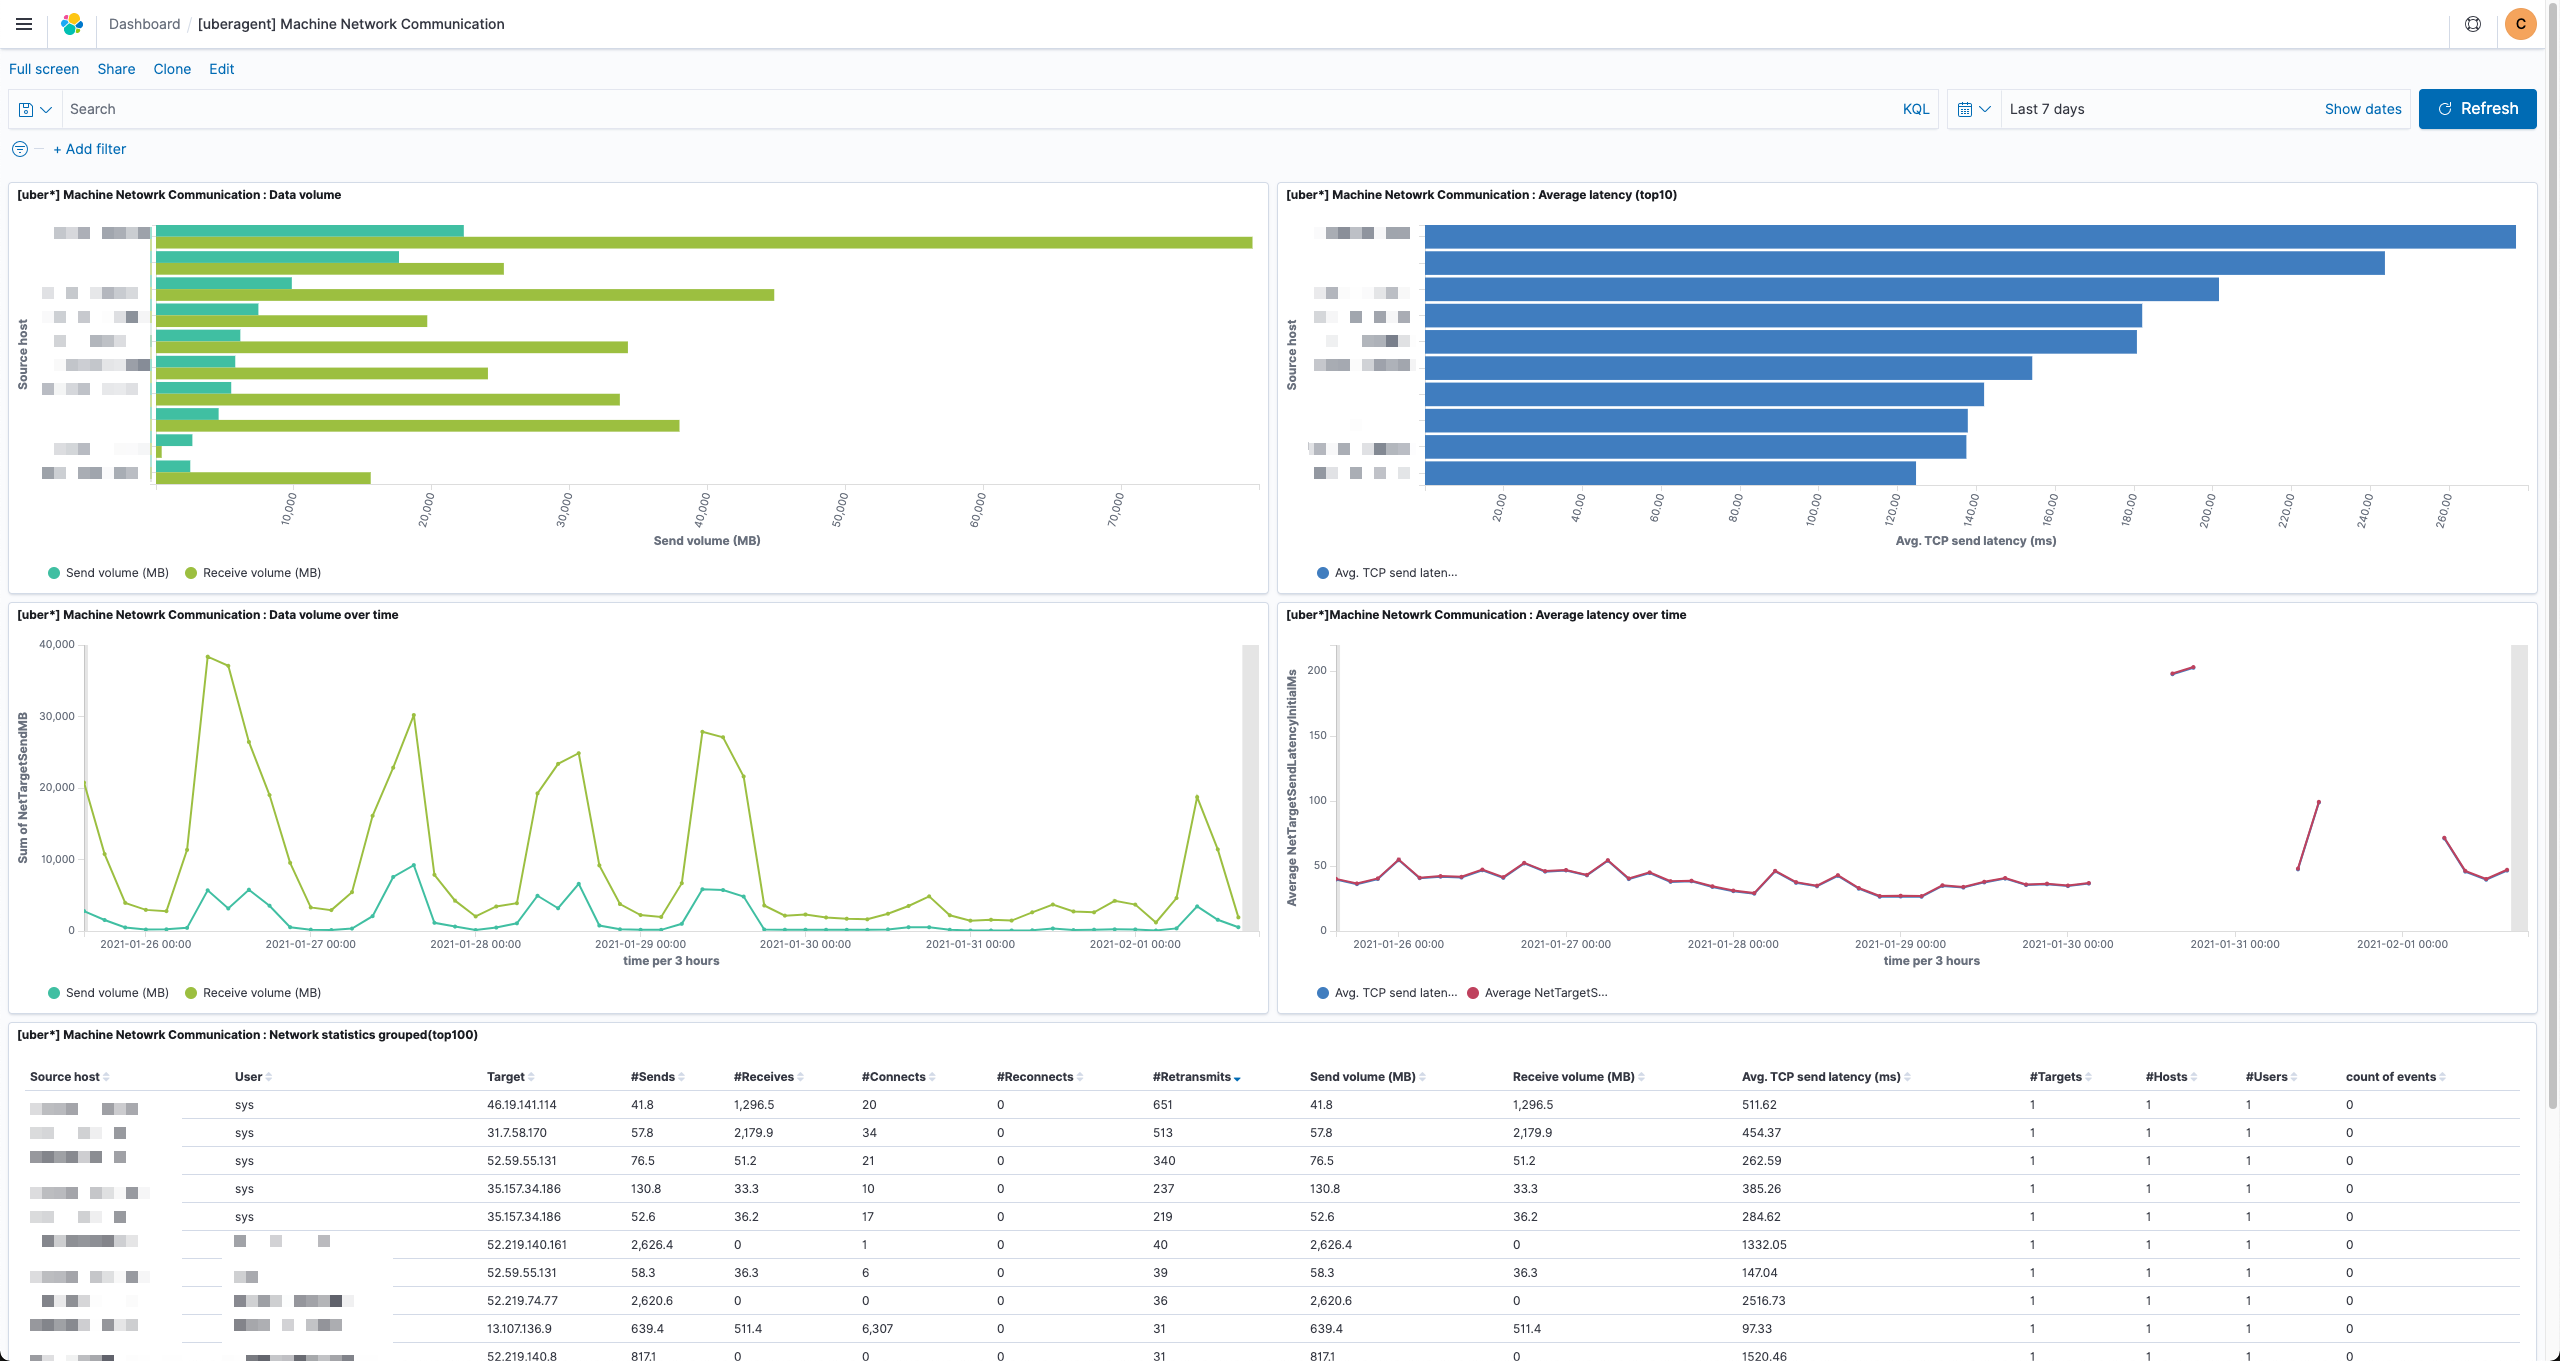 Dashboard / [uberagent] Machine Network Communication
C
Full screen Share Clone Edit
Search KQL Last 7 days Show dates Refresh
+ Add filter
[uber*] Machine Netowrk Communication : Data volume
Source host
10,000 20,000 30,000 40,000 50,000 60,000 70,000
Send volume (MB)
Send volume (MB) Receive volume (MB)
[uber*] Machine Netowrk Communication : Average latency (top10)
Source host
20.00 40.00 60.00 80.00 100.00 120.00 140.00 160.00 180.00 200.00 220.00 240.00 260.00
Avg. TCP send latency (ms)
Avg. TCP send laten...
[uber*] Machine Netowrk Communication : Data volume over time
Sum of NetTargetSendMB
40,000
30,000
20,000
10,000
0
2021-01-26 00:00 2021-01-27 00:00 2021-01-28 00:00 2021-01-29 00:00 2021-01-30 00:00 2021-01-31 00:00 2021-02-01 00:00
time per 3 hours
Send volume (MB) Receive volume (MB)
[uber*]Machine Netowrk Communication : Average latency over time
Average NetTargetSendLatencyInitialMs
200
150
100
50
0
2021-01-26 00:00 2021-01-27 00:00 2021-01-28 00:00 2021-01-29 00:00 2021-01-30 00:00 2021-01-31 00:00 2021-02-01 00:00
time per 3 hours
Avg. TCP send laten... Average NetTargetS...
[uber*] Machine Netowrk Communication : Network statistics grouped(top100)
Source host User Target #Sends #Receives #Connects #Reconnects #Retransmits Send volume (MB) Receive volume (MB) Avg. TCP send latency (ms) #Targets #Hosts #Users count of events
sys 46.19.141.114 41.8 1,296.5 20 0 651 41.8 1,296.5 511.62 1 1 1 0
sys 31.7.58.170 57.8 2,179.9 34 0 513 57.8 2,179.9 454.37 1 1 1 0
sys 52.59.55.131 76.5 51.2 21 0 340 76.5 51.2 262.59 1 1 1 0
sys 35.157.34.186 130.8 33.3 10 0 237 130.8 33.3 385.26 1 1 1 0
sys 35.157.34.186 52.6 36.2 17 0 219 52.6 36.2 284.62 1 1 1 0
52.219.140.161 2,626.4 0 1 0 40 2,626.4 0 1332.05 1 1 1 0
52.59.55.131 58.3 36.3 6 0 39 58.3 36.3 147.04 1 1 1 0
52.219.74.77 2,620.6 0 0 0 36 2,620.6 0 2516.73 1 1 1 0
13.107.136.9 639.4 511.4 6,307 0 31 639.4 511.4 97.33 1 1 1 0
52.219.140.8 817.1 0 0 0 31 817.1 0 1520.46 1 1 1 0